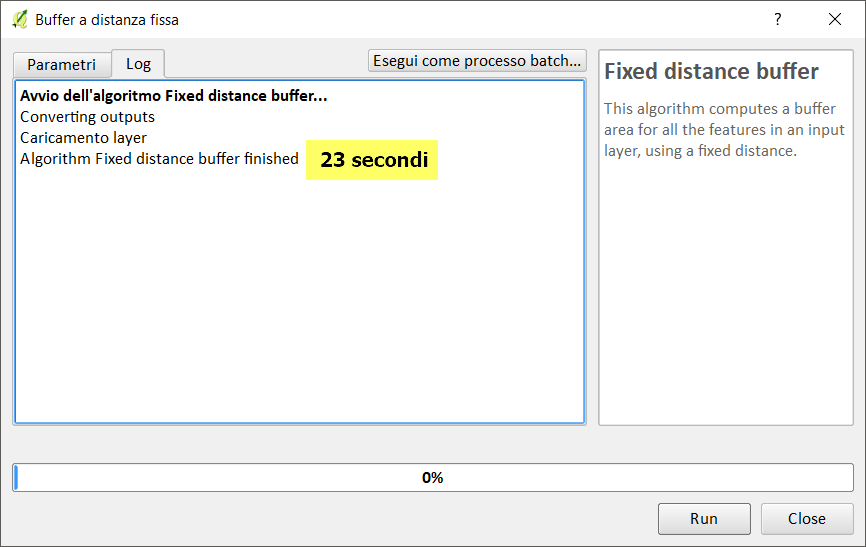 Buffer a distanza fissa
?
Parametri
Log
Esegui come processo batch...
Avvio dell'algoritmo Fixed distance buffer...
Converting outputs
Caricamento layer
Algorithm Fixed distance buffer finished
23 secondi
Fixed distance buffer
This algorithm computes a buffer
area for all the features in an input
layer, using a fixed distance.
0%
Run
Close